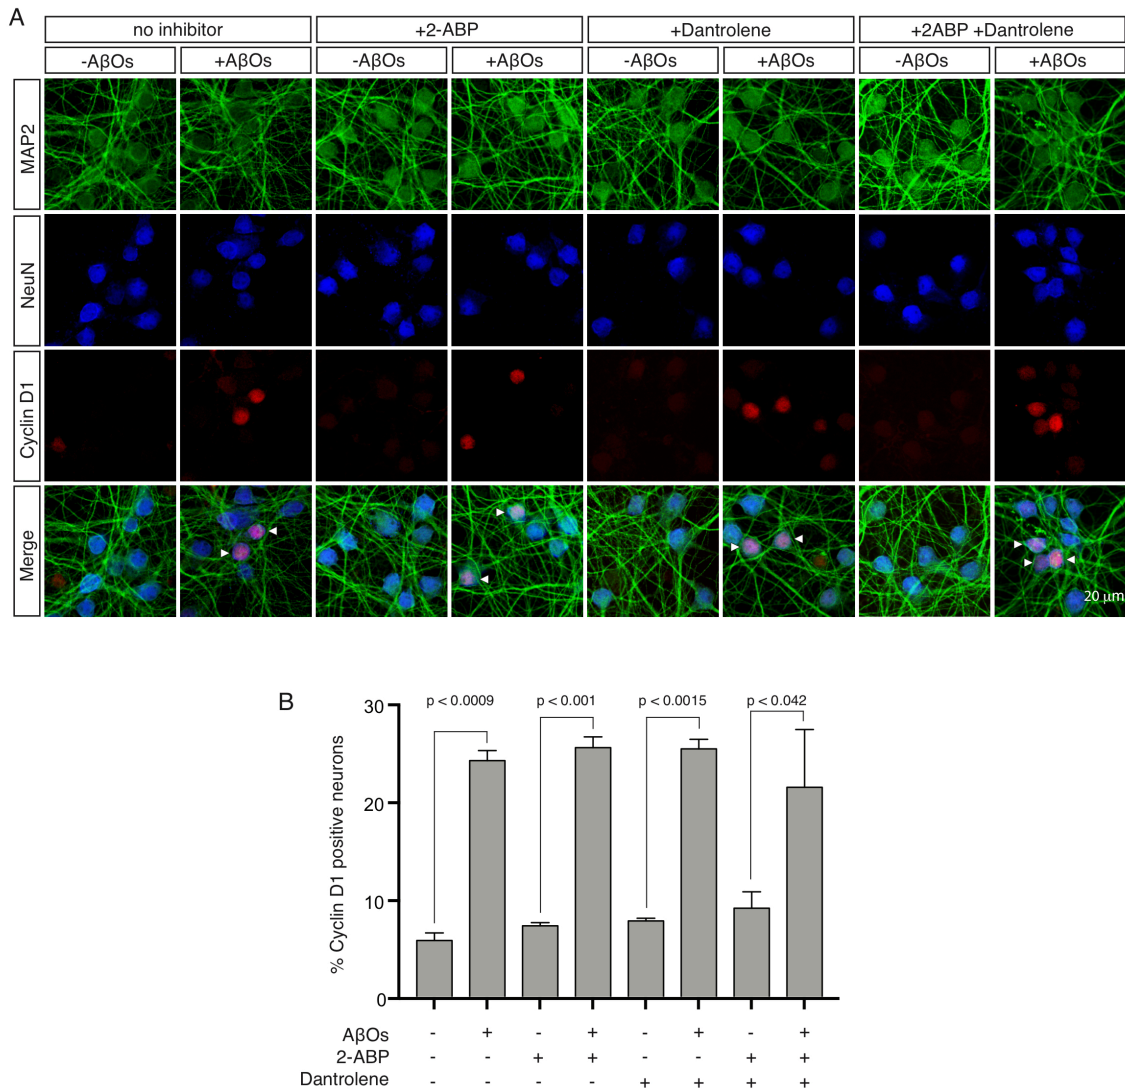 A
no inhibitor +2-ABP +Dantrolene +2ABP +Dantrolene
-AβOs +AβOs -AβOs +AβOs -AβOs +AβOs -AβOs +AβOs
MAP2
NeuN
Cyclin D1
Merge
20 µm
B
p < 0.0009 p < 0.001 p < 0.0015 p < 0.042
% Cyclin D1 positive neurons
30
20
10
0
AβOs - + - + - + - +
2-ABP - - + + - - + +
Dantrolene - - - - + + + +